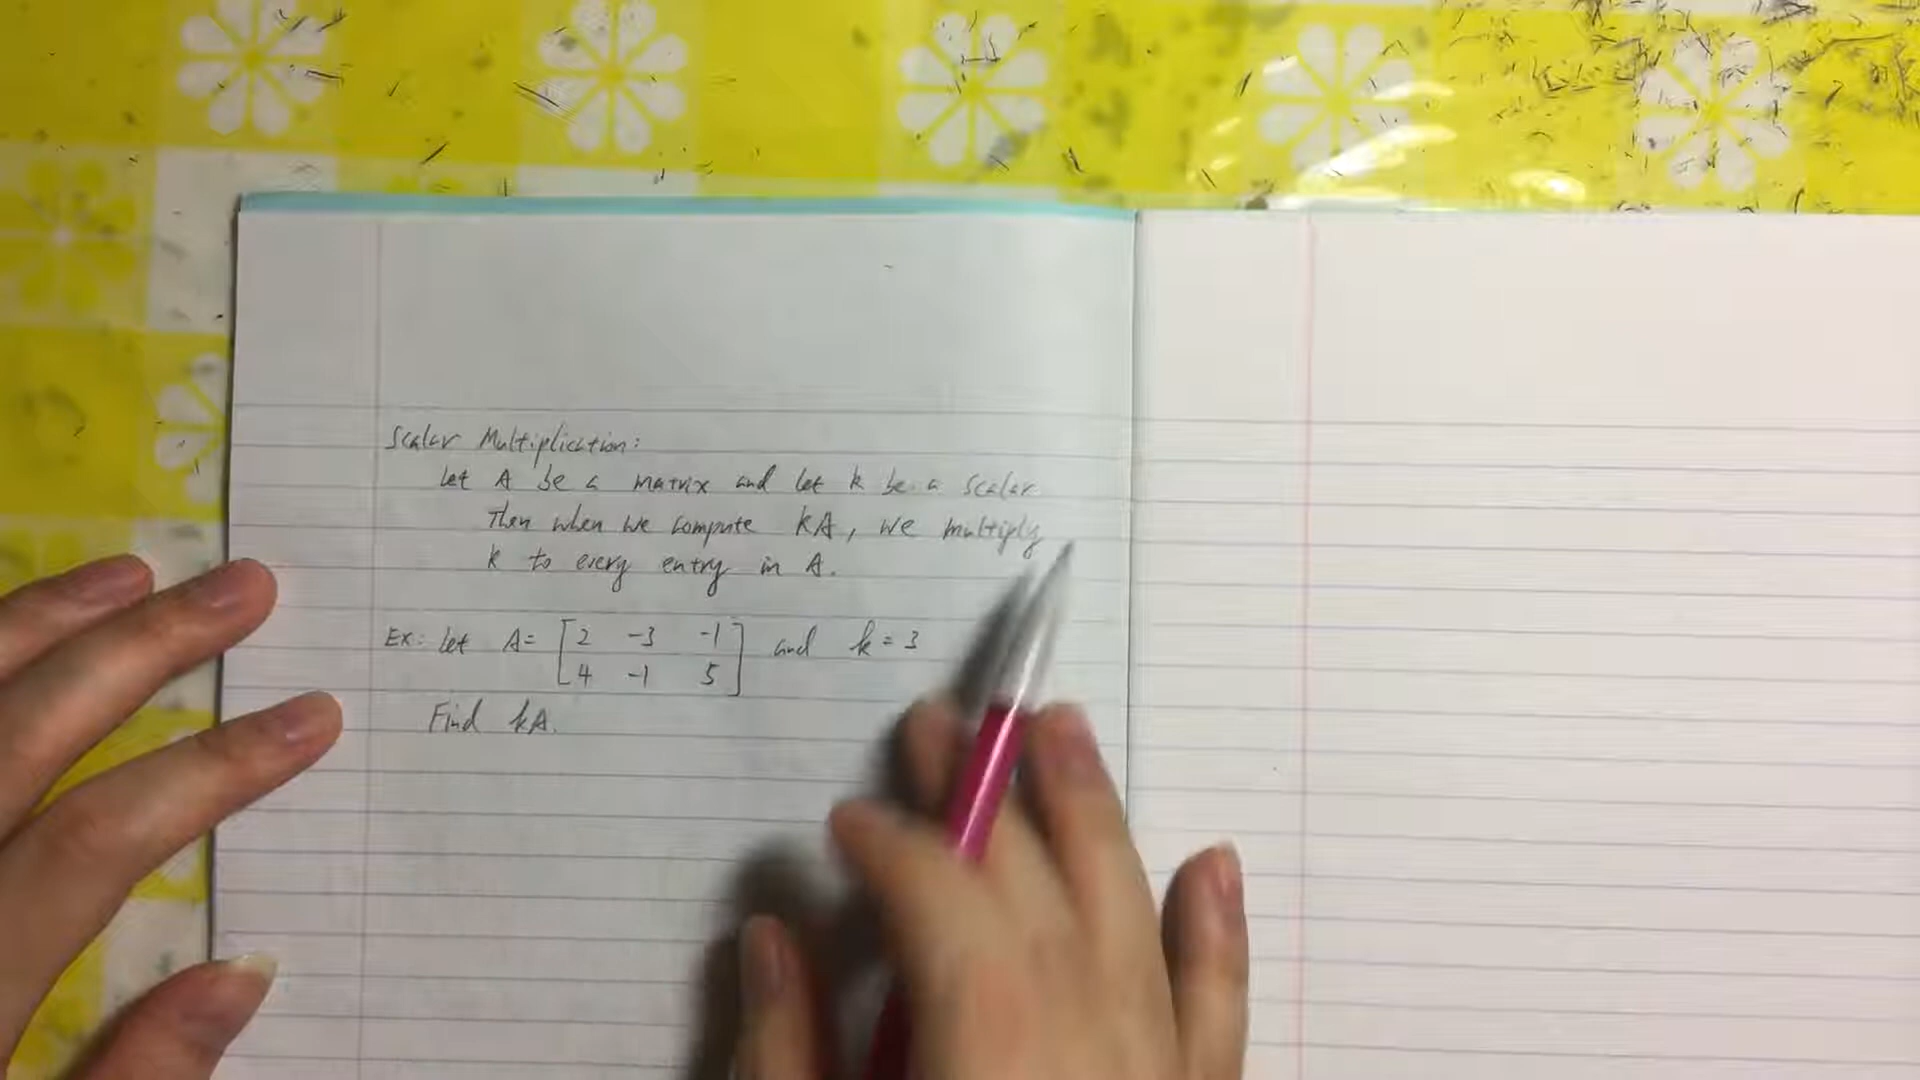 Scalar Multiplication:
Let A be a matrix and let k be a scalar
Then when we compute kA, we multiply
k to every entry in A.
Ex: Let A= [2 -3 -1] and k = 3
[4 -1 5]
Find kA.